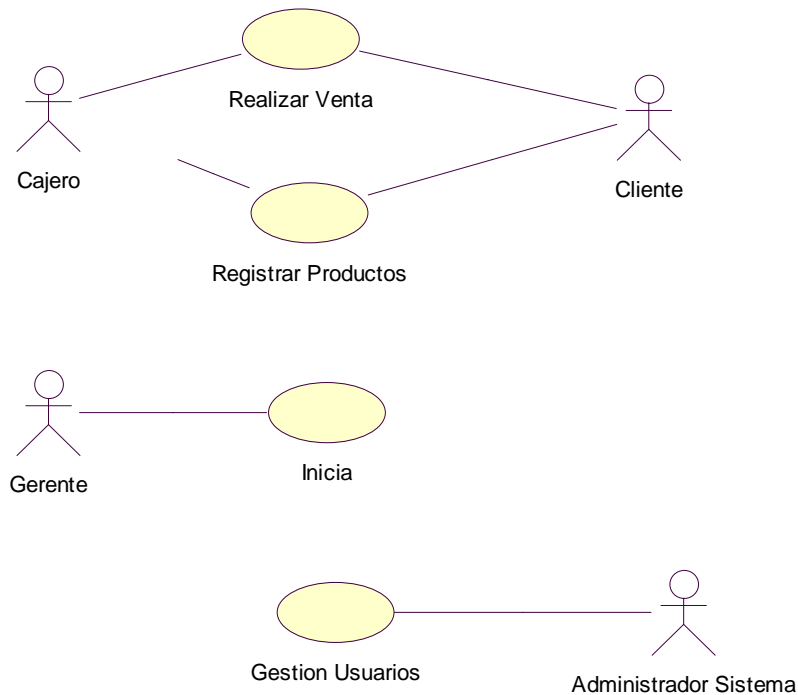 Realizar Venta
Cajero
Cliente
Registrar Productos
Inicia
Gerente
Gestion Usuarios
Administrador Sistema